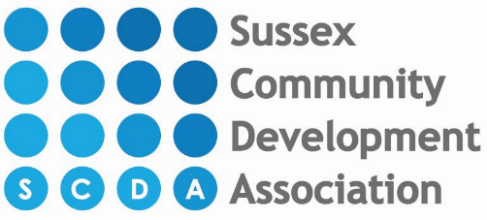 Sussex
Community
Development
S C D A Association